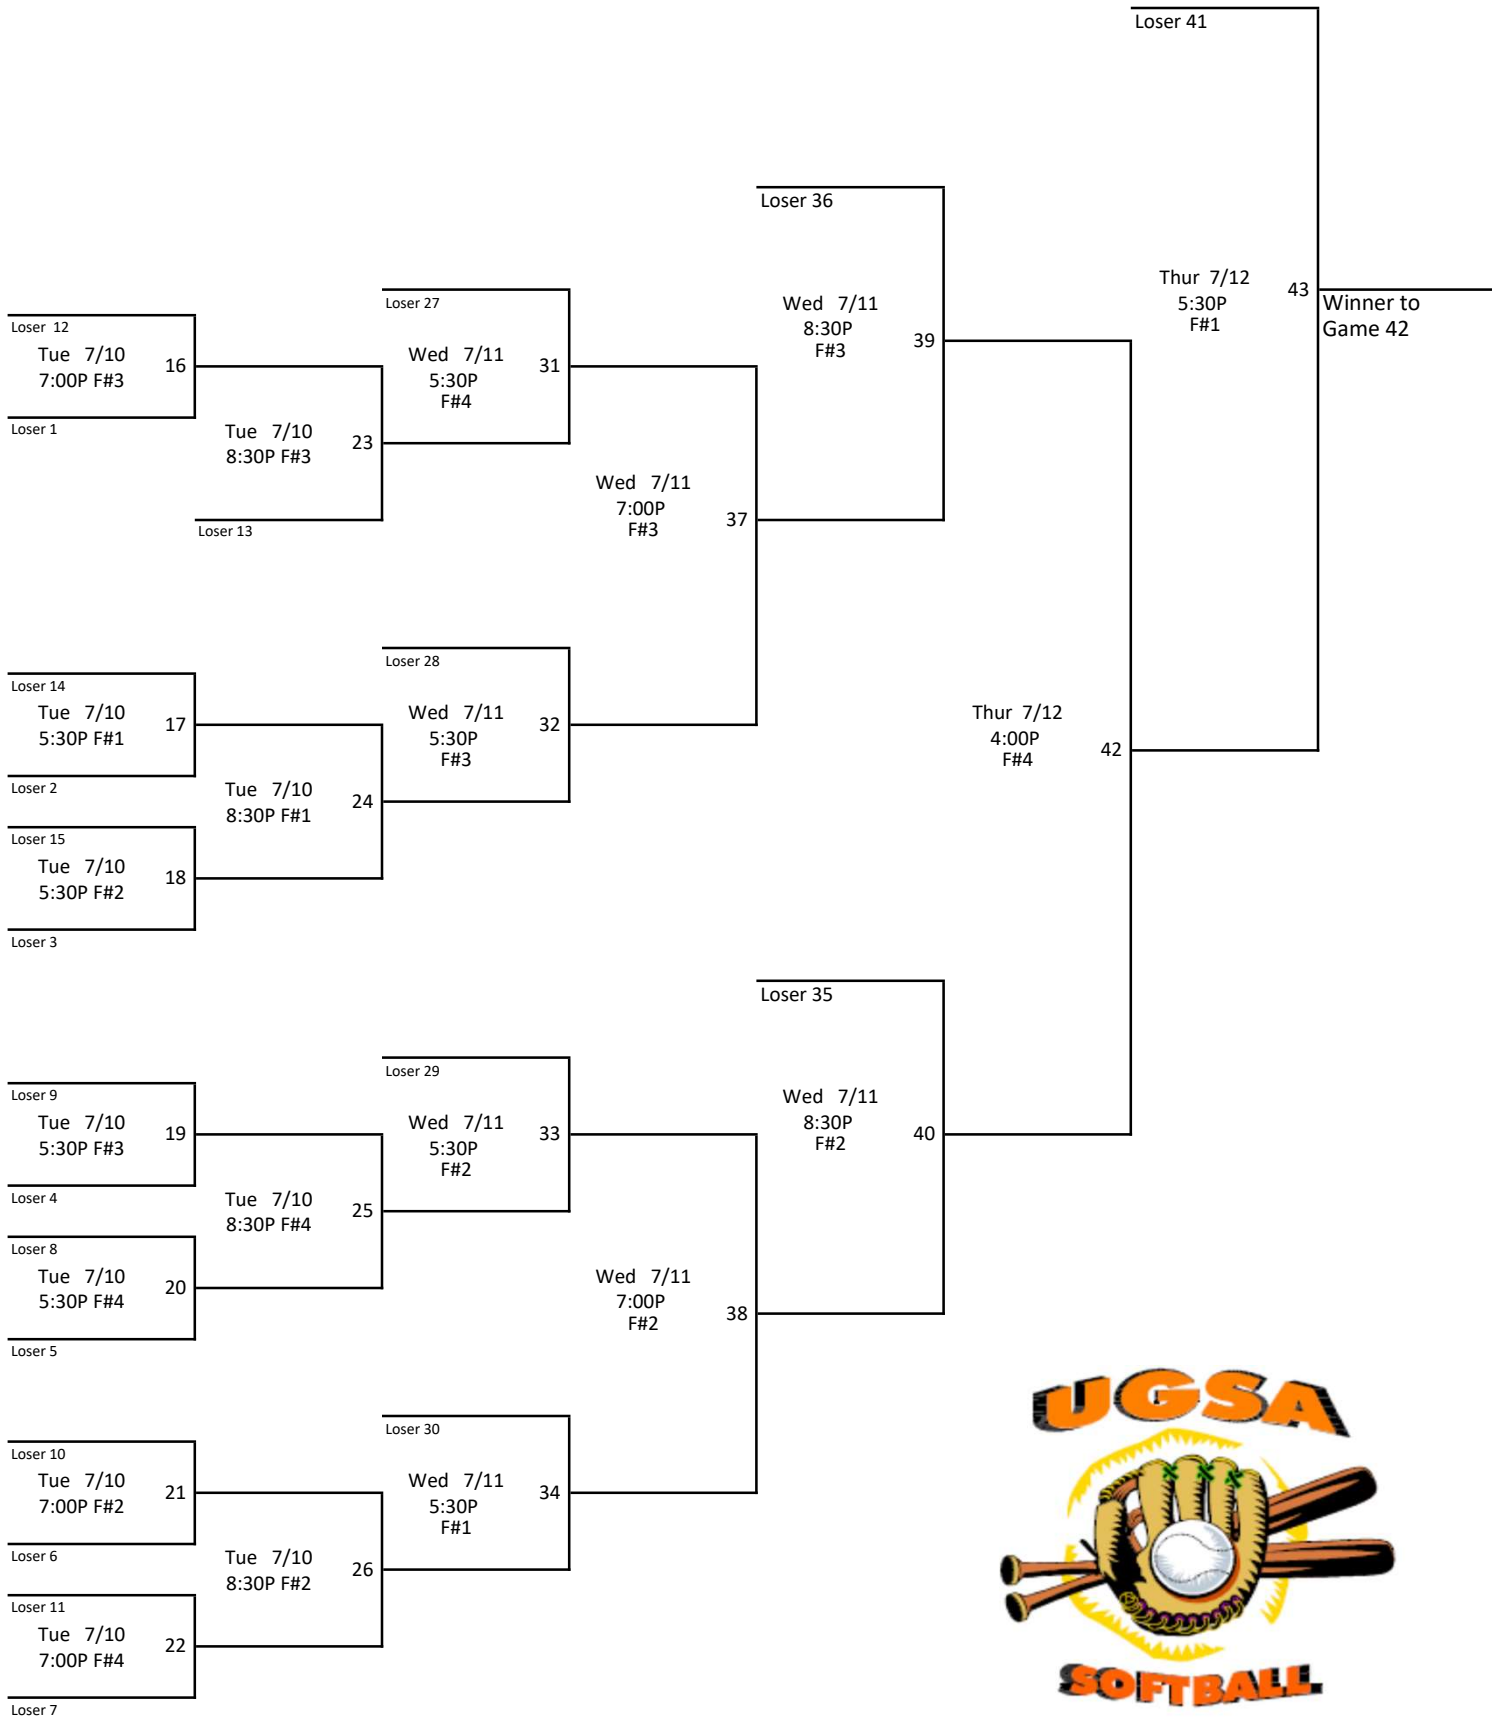 Loser 41
Loser 36
Thur 7/12
5:30P
F#1
43
Winner to
Game 42
Loser 27
Wed 7/11
8:30P
F#3
39
Loser 12
Tue 7/10
7:00P F#3
16
Loser 1
Wed 7/11
5:30P
F#4
31
Tue 7/10
8:30P F#3
23
Loser 13
Wed 7/11
7:00P
F#3
37
Loser 28
Loser 14
Tue 7/10
5:30P F#1
17
Loser 2
Wed 7/11
5:30P
F#3
32
Thur 7/12
4:00P
F#4
42
Tue 7/10
8:30P F#1
24
Loser 15
Tue 7/10
5:30P F#2
18
Loser 3
Loser 35
Loser 29
Loser 9
Tue 7/10
5:30P F#3
19
Loser 4
Wed 7/11
5:30P
F#2
33
Wed 7/11
8:30P
F#2
40
Tue 7/10
8:30P F#4
25
Loser 8
Tue 7/10
5:30P F#4
20
Loser 5
Wed 7/11
7:00P
F#2
38
Loser 30
Loser 10
Tue 7/10
7:00P F#2
21
Loser 6
Wed 7/11
5:30P
F#1
34
Tue 7/10
8:30P F#2
26
Loser 11
Tue 7/10
7:00P F#4
22
Loser 7
UGSA
SOFTBALL